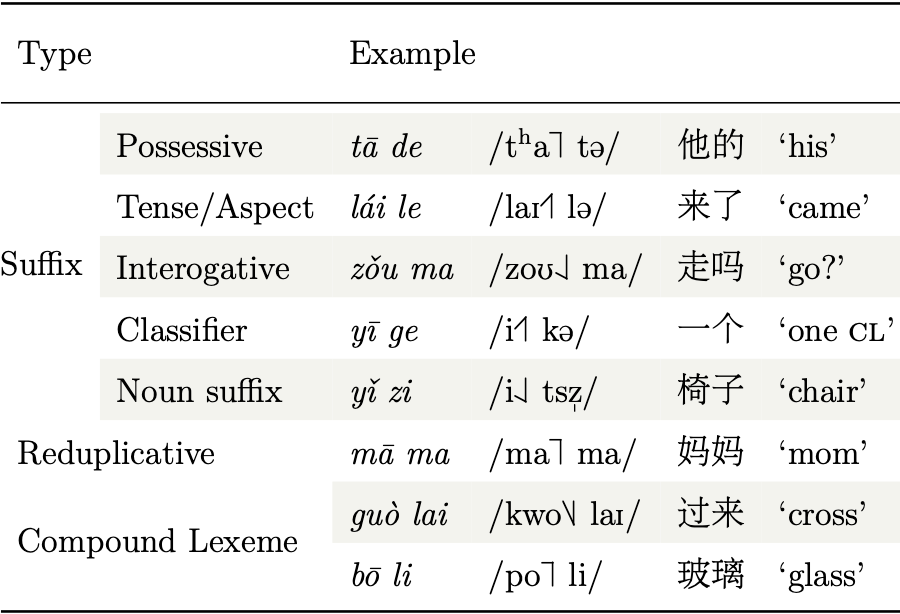 Type Example
Possessive tā de /tʰa˥ tə/ 他的 ‘his’
Tense/Aspect lái le /laɪ˧˥ lə/ 来了 ‘came’
Suffix Interogative zǒu ma /zoʊ˨˩ ma/ 走吗 ‘go?’
Classifier yī ge /i˧˥ kə/ 一个 ‘one CL’
Noun suffix yǐ zi /i˨˩ tsz̩/ 椅子 ‘chair’
Reduplicative mā ma /ma˥ ma/ 妈妈 ‘mom’
guò lai /kwo˥˩ laɪ/ 过来 ‘cross’
Compound Lexeme
bō li /po˥ li/ 玻璃 ‘glass’